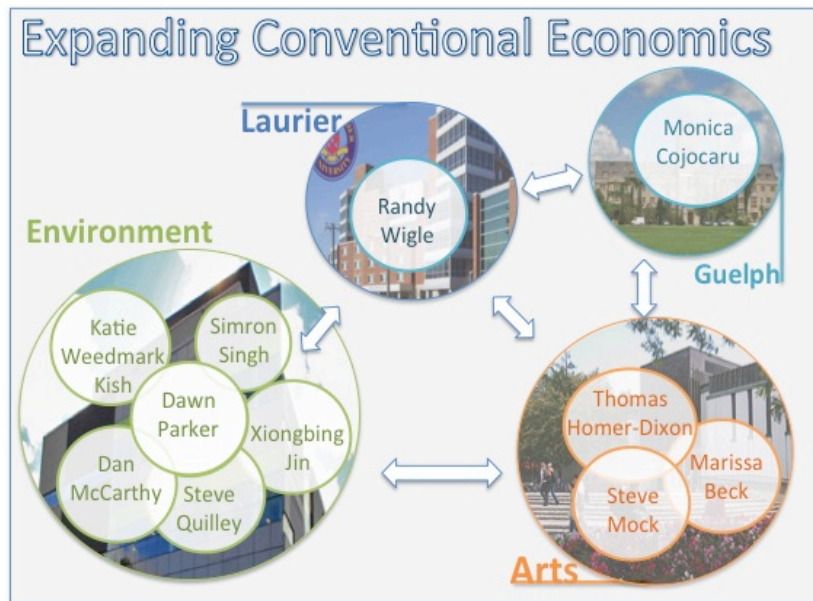 Expanding Conventional Economics
Laurier
Monica
Cojocaru
Randy
Wigle
Guelph
Environment
Katie
Weedmark
Kish
Simron
Singh
Dawn
Parker
Xiongbing
Jin
Dan
McCarthy
Steve
Quilley
Thomas
Homer-Dixon
Marissa
Beck
Steve
Mock
Arts